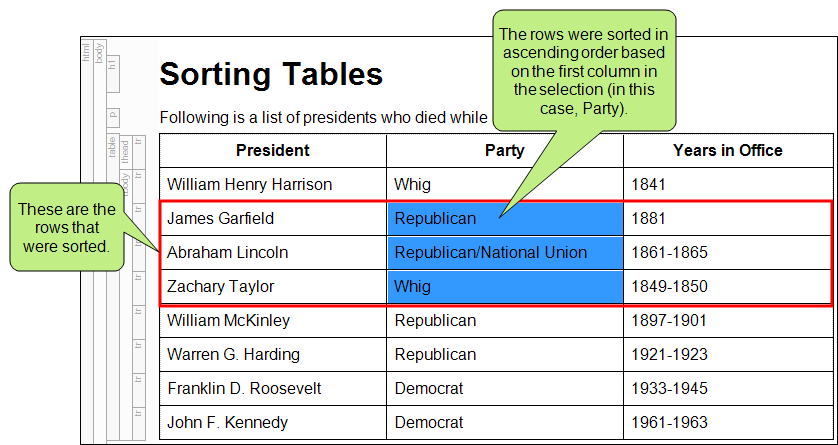 The rows were sorted in
ascending order based
on the first column in
the selection (in this
case, Party).
html
body
h1
Sorting Tables
p
Following is a list of presidents who died while
table
thead
tr
President Party Years in Office
body
tr
William Henry Harrison Whig 1841
These are the
rows that
were sorted.
tr
James Garfield Republican 1881
tr
Abraham Lincoln Republican/National Union 1861-1865
tr
Zachary Taylor Whig 1849-1850
tr
William McKinley Republican 1897-1901
tr
Warren G. Harding Republican 1921-1923
tr
Franklin D. Roosevelt Democrat 1933-1945
tr
John F. Kennedy Democrat 1961-1963